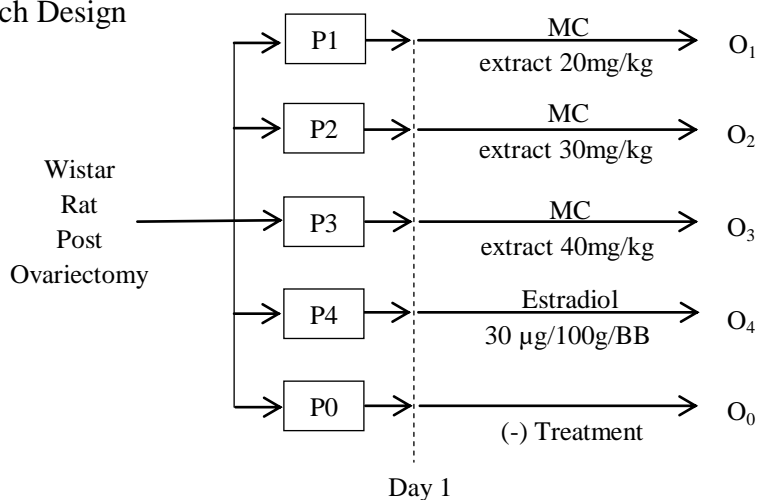 ch Design
P1
MC
extract 20mg/kg
O1
P2
MC
extract 30mg/kg
O2
Wistar
Rat
Post
Ovariectomy
P3
MC
extract 40mg/kg
O3
P4
Estradiol
30 µg/100g/BB
O4
P0
(-) Treatment
O0
Day 1